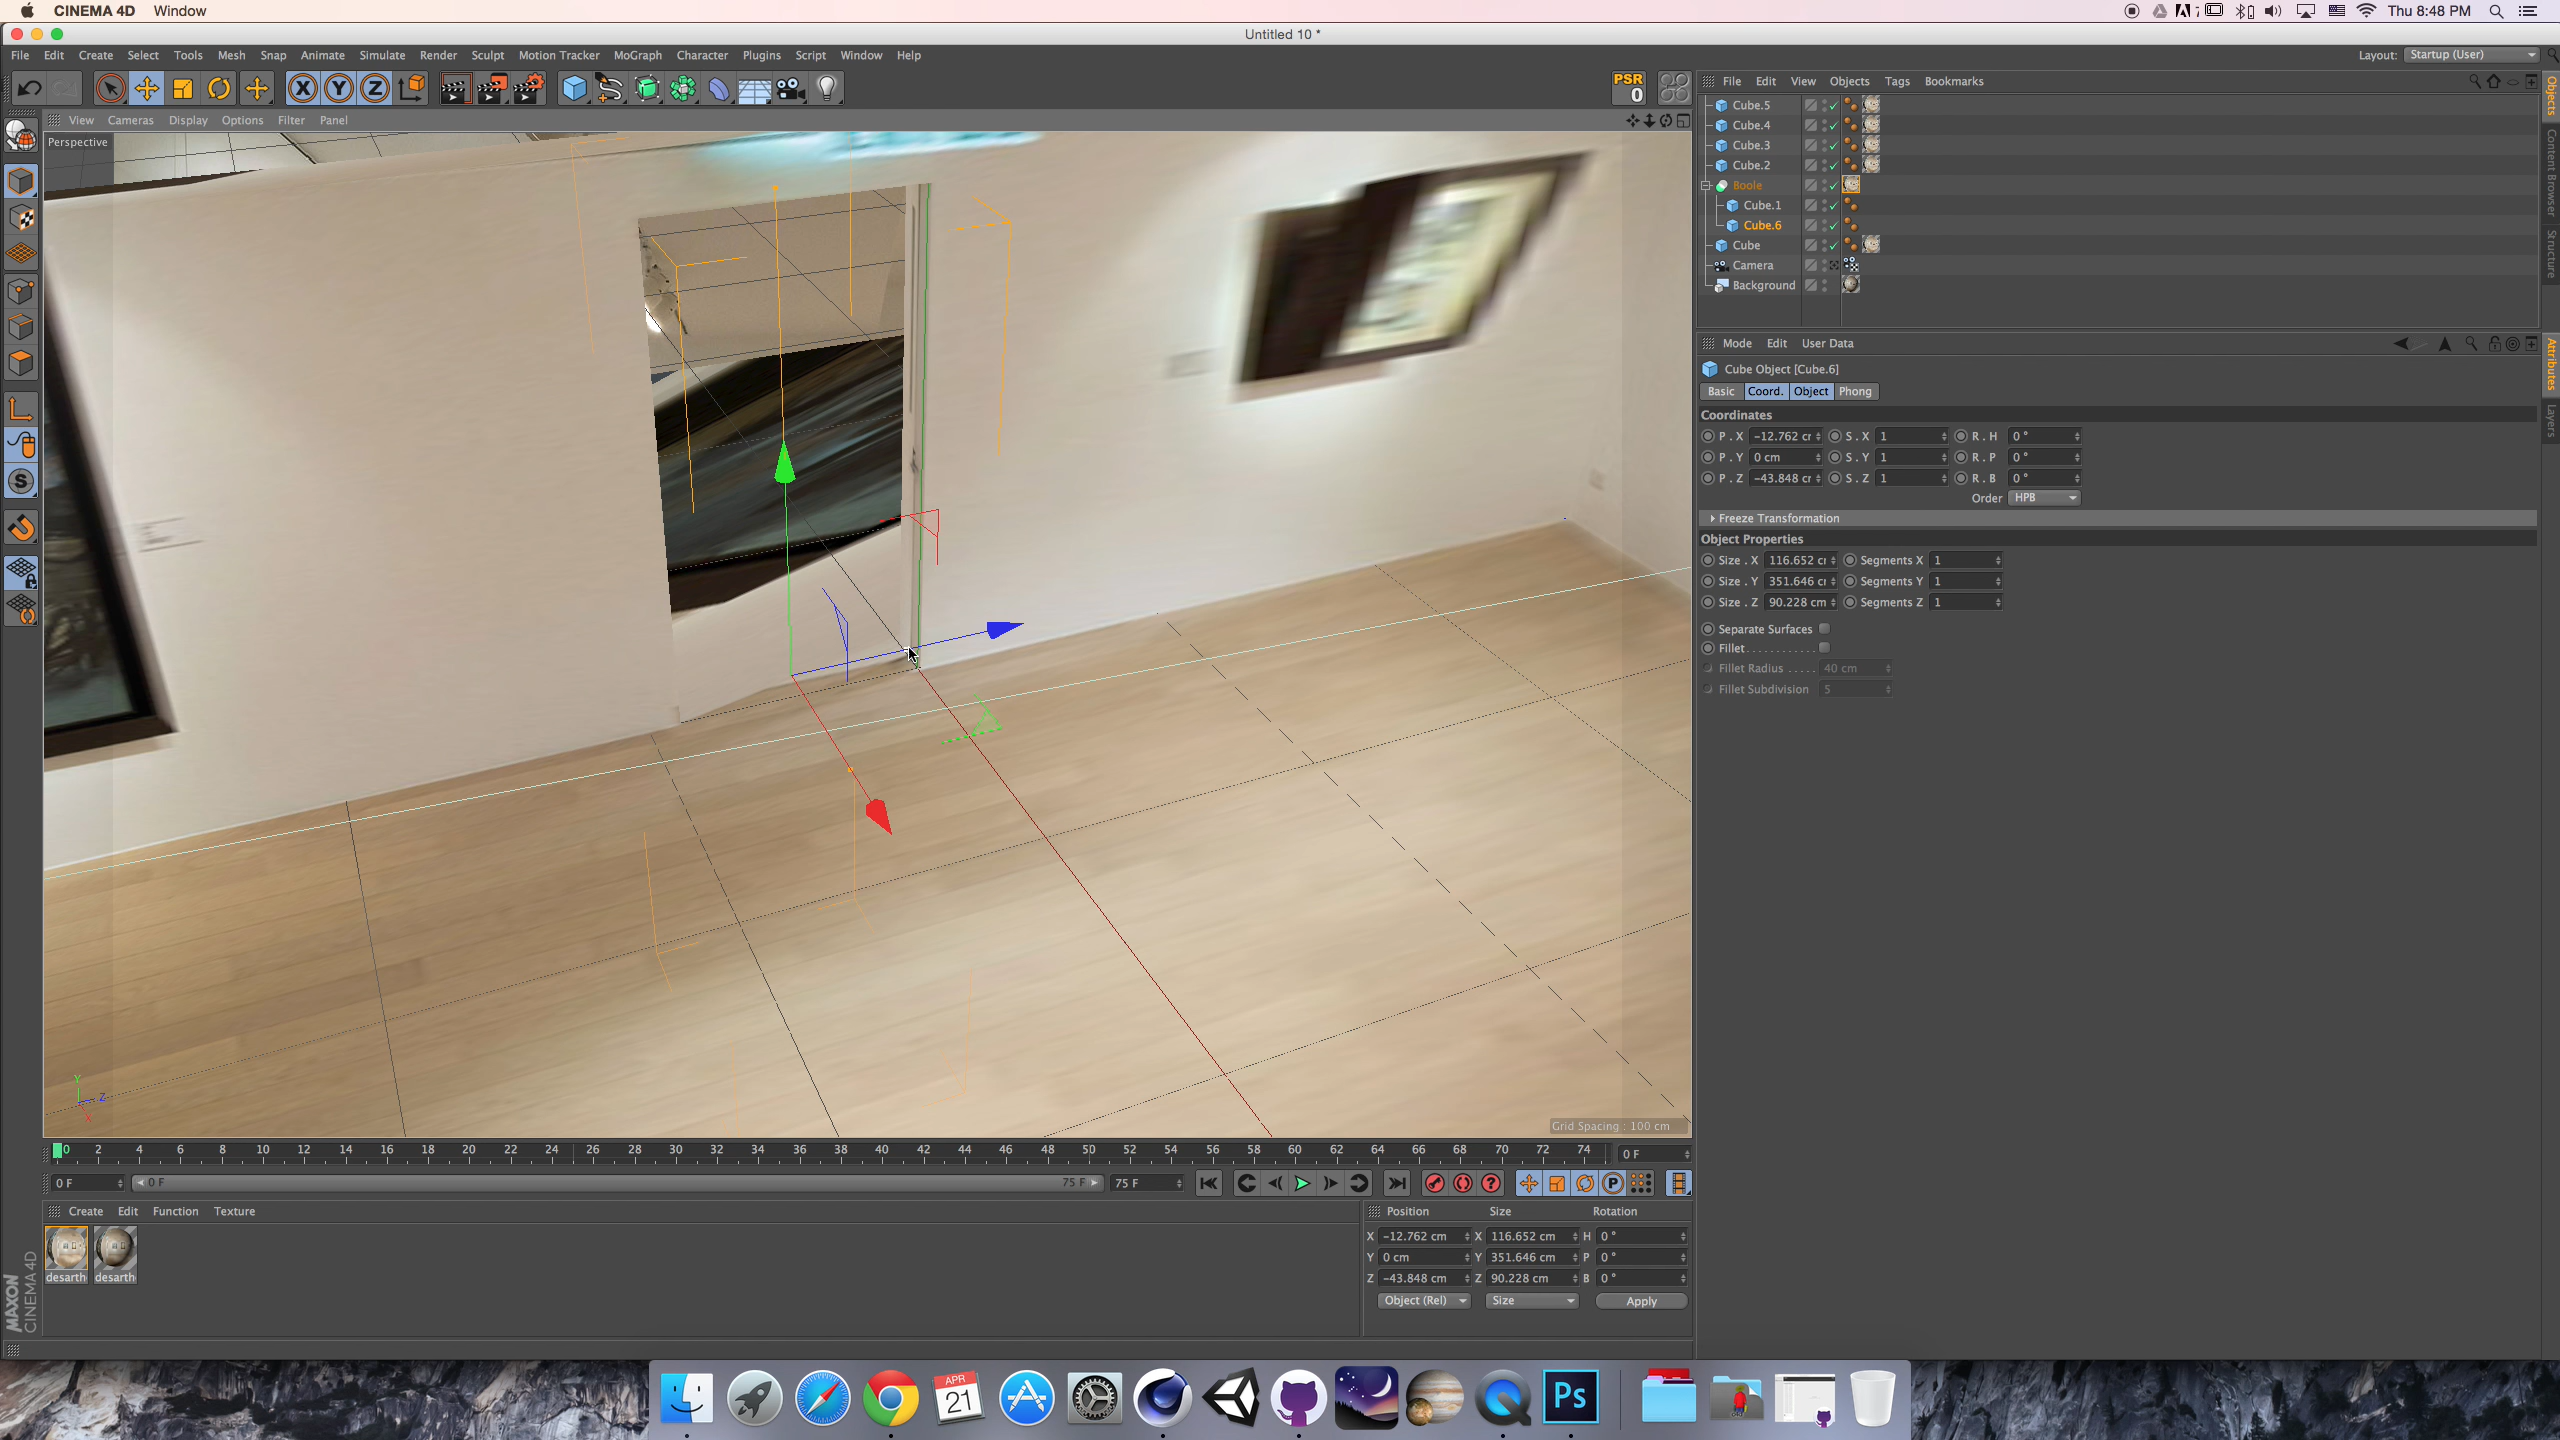 CINEMA 4D Window Thu 8:48 PM
Untitled 10 *
File Edit Create Select Tools Mesh Snap Animate Simulate Render Sculpt Motion Tracker MoGraph Character Plugins Script Window Help Layout: Startup (User)
X Y Z PSR 0
File Edit View Objects Tags Bookmarks
View Cameras Display Options Filter Panel
Perspective
Cube.5
Cube.4
Cube.3
Cube.2
Boole
Cube.1
Cube.6
Cube
Camera
Background
Objects
Content Browser
Structure
Attributes
Layers
Mode Edit User Data
Cube Object [Cube.6]
Basic Coord. Object Phong
Coordinates
P . X -12.762 cr S . X 1 R . H 0 °
P . Y 0 cm S . Y 1 R . P 0 °
P . Z -43.848 cr S . Z 1 R . B 0 °
Order HPB
Freeze Transformation
Object Properties
Size . X 116.652 cr Segments X 1
Size . Y 351.646 cr Segments Y 1
Size . Z 90.228 cm Segments Z 1
Separate Surfaces
Fillet
Fillet Radius 40 cm
Fillet Subdivision 5
Y
Z
X
Grid Spacing : 100 cm
0 2 4 6 8 10 12 14 16 18 20 22 24 26 28 30 32 34 36 38 40 42 44 46 48 50 52 54 56 58 60 62 64 66 68 70 72 74 0 F
0 F 0 F 75 F 75 F
Create Edit Function Texture
Position Size Rotation
X -12.762 cm X 116.652 cm H 0 °
Y 0 cm Y 351.646 cm P 0 °
Z -43.848 cm Z 90.228 cm B 0 °
Object (Rel) Size Apply
desarth desarth
MAXON
CINEMA 4D
APR
21
Ps